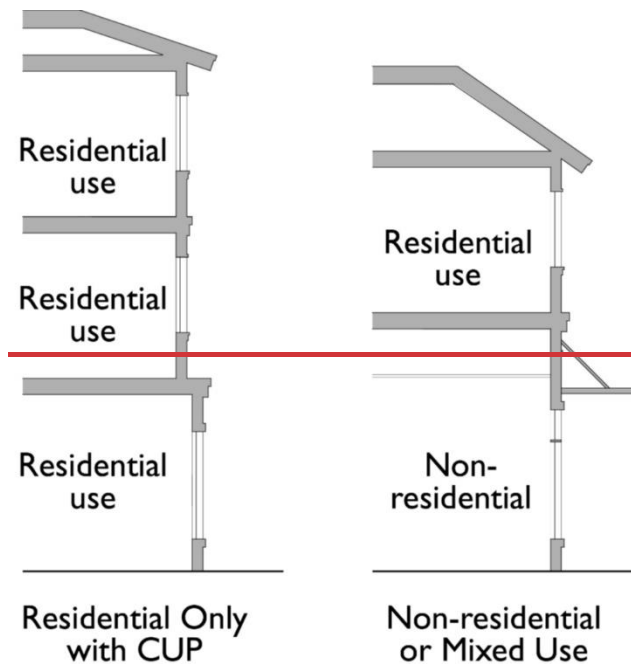 Residential
use
Residential
use
Residential
use
Residential Only
with CUP
Residential
use
Non-
residential
Non-residential
or Mixed Use